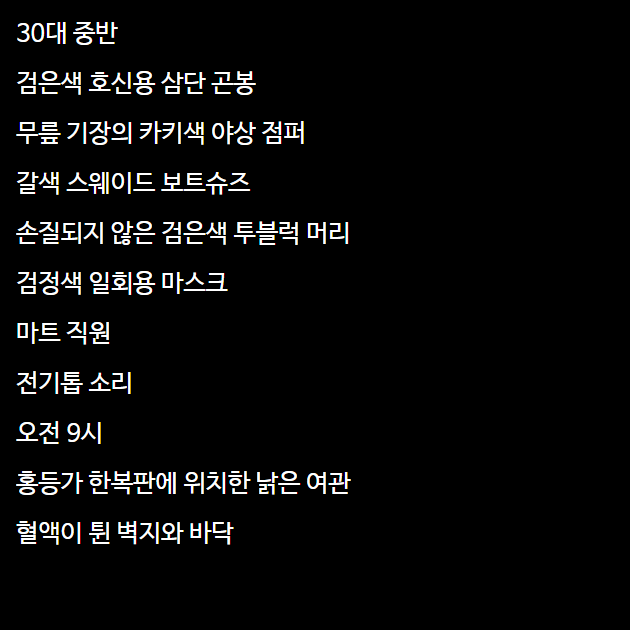 30대 중반
검은색 호신용 삼단 곤봉
무릎 기장의 카키색 야상 점퍼
갈색 스웨이드 보트슈즈
손질되지 않은 검은색 투블럭 머리
검정색 일회용 마스크
마트 직원
전기톱 소리
오전 9시
홍등가 한복판에 위치한 낡은 여관
혈액이 튄 벽지와 바닥